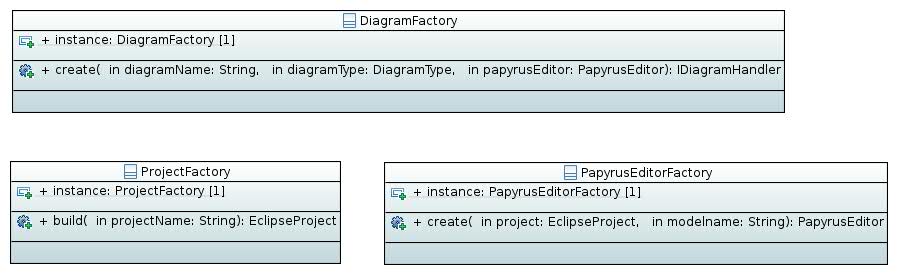 DiagramFactory
+ instance: DiagramFactory [1]
+ create(  in diagramName: String,   in diagramType: DiagramType,   in papyrusEditor: PapyrusEditor): IDiagramHandler
ProjectFactory
+ instance: ProjectFactory [1]
+ build(  in projectName: String): EclipseProject
PapyrusEditorFactory
+ instance: PapyrusEditorFactory [1]
+ create(  in project: EclipseProject,   in modelname: String): PapyrusEditor